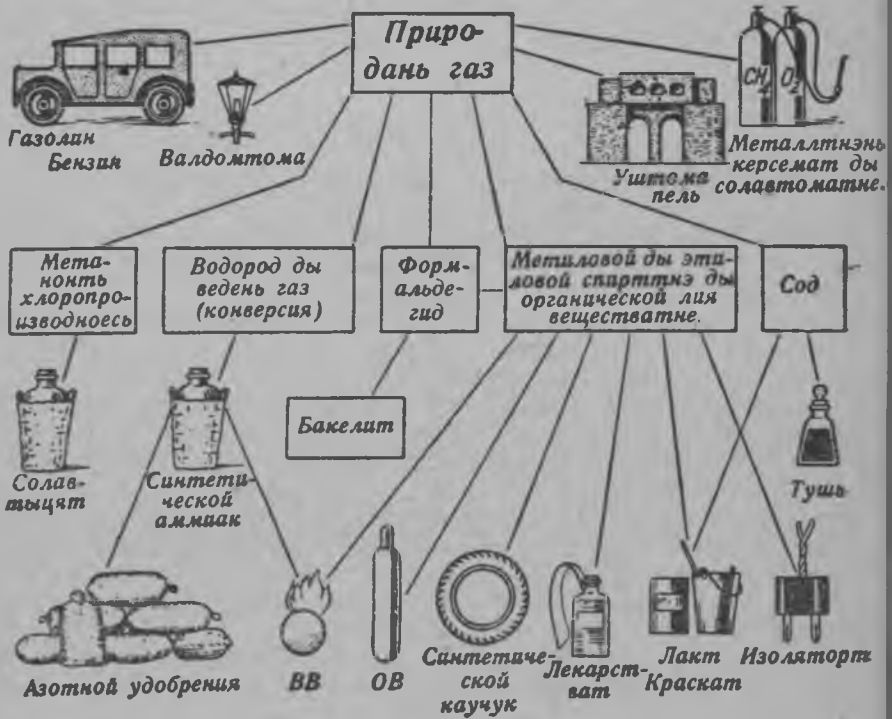 Приро-
дань газ
CH4
O2
Газолин
Бензин
Валдомтома
Уштома
пель
Металлтнэнь
керсемат ды
солавтоматне.
Мета-
нонть
хлоропро-
изводноесь
Водород ды
ведень газ
(конверсия)
Форм-
альде-
гид
Метиловой ды эти-
ловой спирттнэ ды
органической лия
веществатне.
Сод
Бакелит
Солав-
тыцят
Синтети-
ческой
аммиак
Тушь
Азотной удобрения
ВВ
ОВ
Синтетиче-
ской
каучук
Лекарст-
ват
Лакт
Краскат
Изоляторт